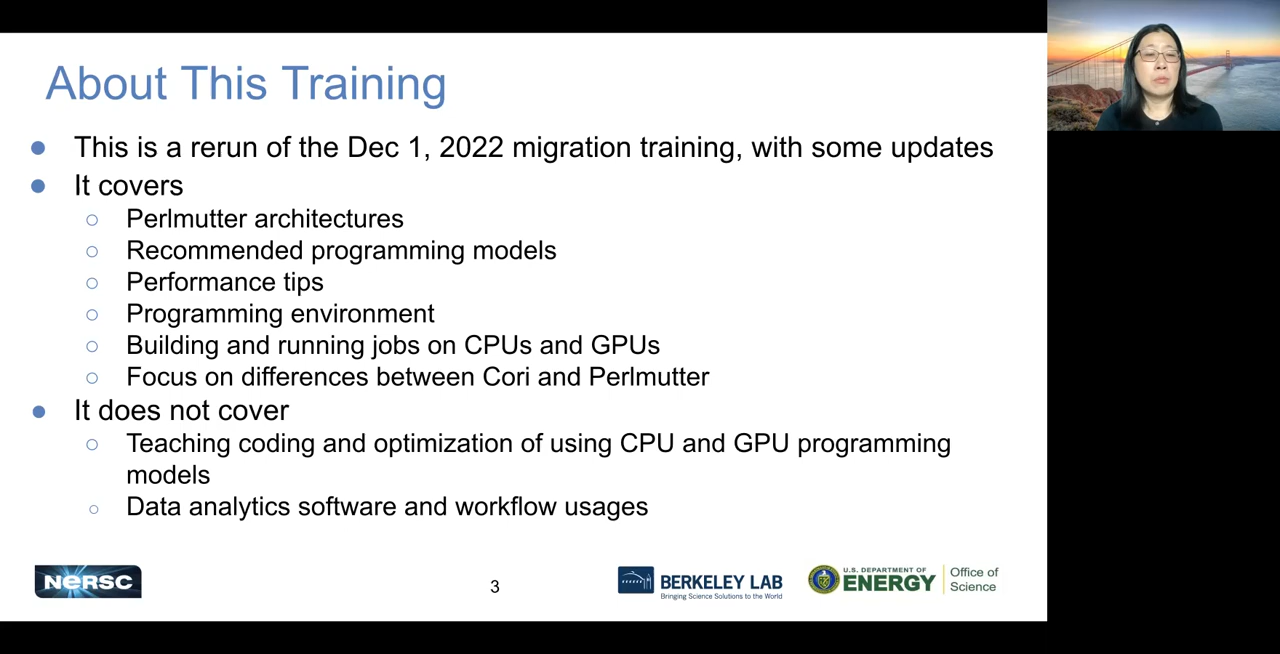 About This Training
● This is a rerun of the Dec 1, 2022 migration training, with some updates
● It covers
○ Perlmutter architectures
○ Recommended programming models
○ Performance tips
○ Programming environment
○ Building and running jobs on CPUs and GPUs
○ Focus on differences between Cori and Perlmutter
● It does not cover
○ Teaching coding and optimization of using CPU and GPU programming
models
○ Data analytics software and workflow usages
NERSC
3
BERKELEY LAB
Bringing Science Solutions to the World
U.S. DEPARTMENT OF
ENERGY
Office of
Science